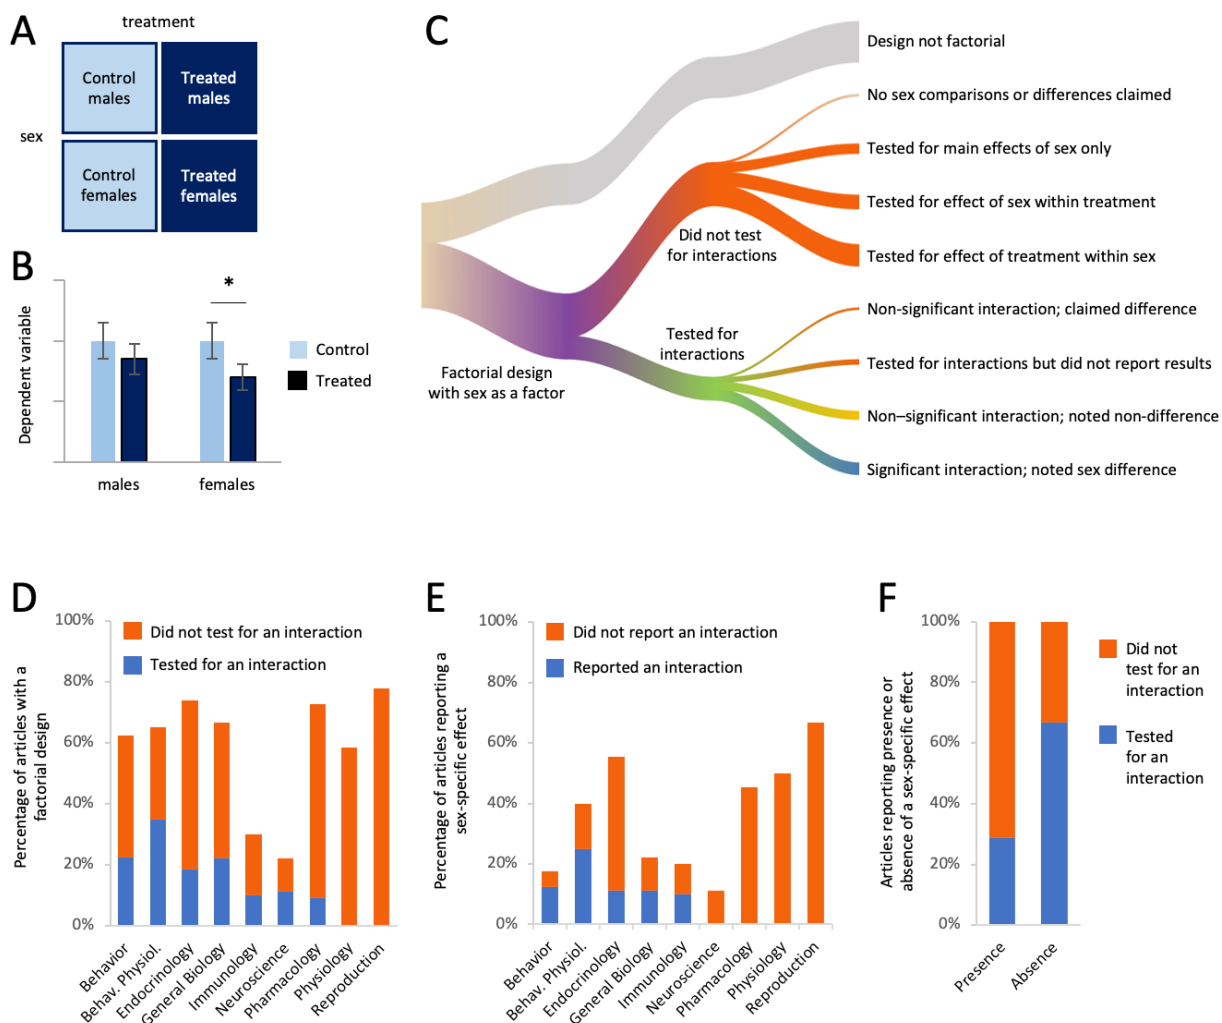 A
treatment
Control
males
Treated
males
sex
Control
females
Treated
females
B
Dependent variable
*
Control
Treated
males
females
C
Design not factorial
No sex comparisons or differences claimed
Tested for main effects of sex only
Tested for effect of sex within treatment
Tested for effect of treatment within sex
Did not test
for interactions
Non-significant interaction; claimed difference
Tested for
interactions
Tested for interactions but did not report results
Factorial design
with sex as a factor
Non–significant interaction; noted non-difference
Significant interaction; noted sex difference
D
Percentage of articles with a
factorial design
100%
80%
60%
40%
20%
0%
Did not test for an interaction
Tested for an interaction
Behavior
Behav. Physiol.
Endocrinology
General Biology
Immunology
Neuroscience
Pharmacology
Physiology
Reproduction
E
Percentage of articles reporting a
sex-specific effect
100%
80%
60%
40%
20%
0%
Did not report an interaction
Reported an interaction
Behavior
Behav. Physiol.
Endocrinology
General Biology
Immunology
Neuroscience
Pharmacology
Physiology
Reproduction
F
Articles reporting presence or
absence of a sex-specific effect
100%
80%
60%
40%
20%
0%
Did not
test for an
interaction
Tested
for an
interaction
Presence
Absence